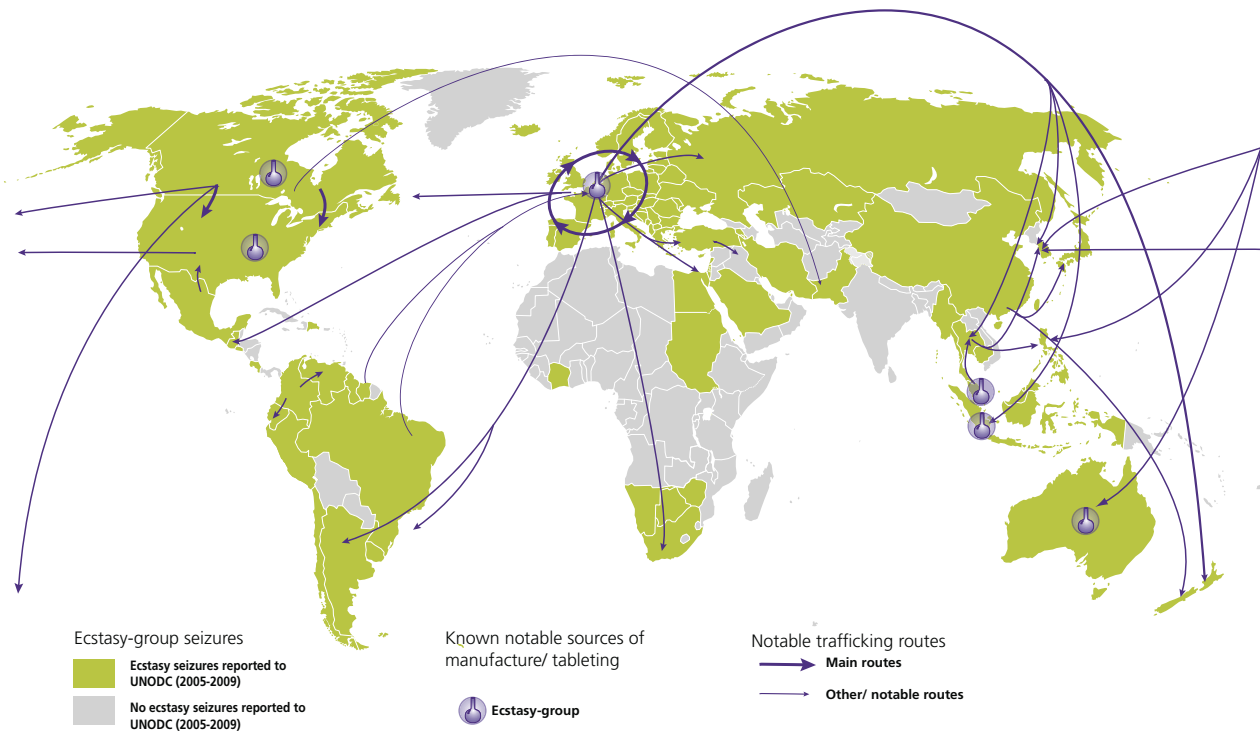 Ecstasy-group seizures
Ecstasy seizures reported to
UNODC (2005-2009)
No ecstasy seizures reported to
UNODC (2005-2009)
Known notable sources of
manufacture/ tableting
Ecstasy-group
Notable trafficking routes
Main routes
Other/ notable routes